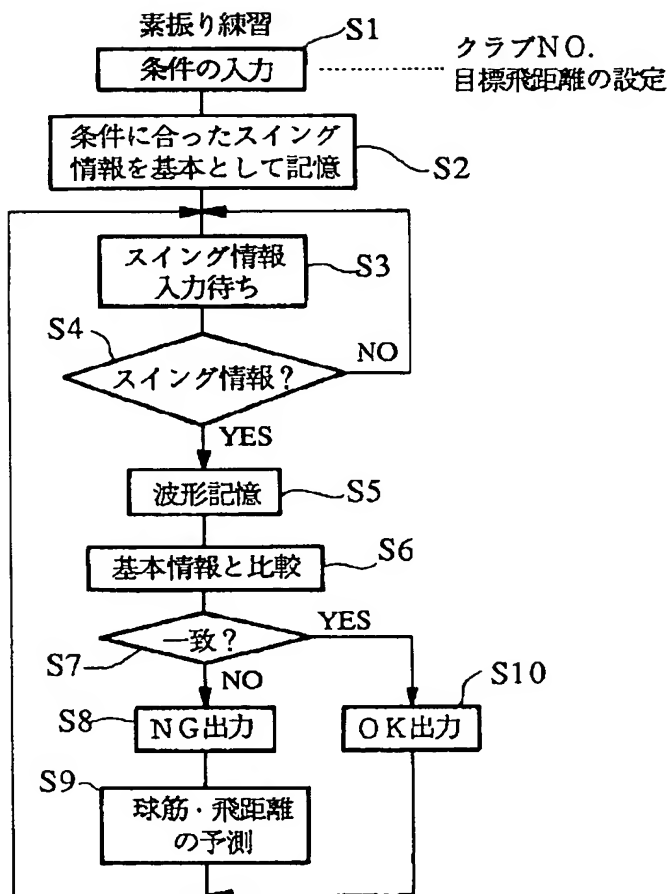 素振り練習
S1
条件の入力
クラブNO.
目標飛距離の設定
条件に合ったスイング
情報を基本として記憶
S2
スイング情報
入力待ち
S3
S4
スイング情報?
NO
YES
波形記憶
S5
基本情報と比較
S6
一致?
YES
S7
NO
S8
NG出力
S10
OK出力
S9
球筋・飛距離
の予測